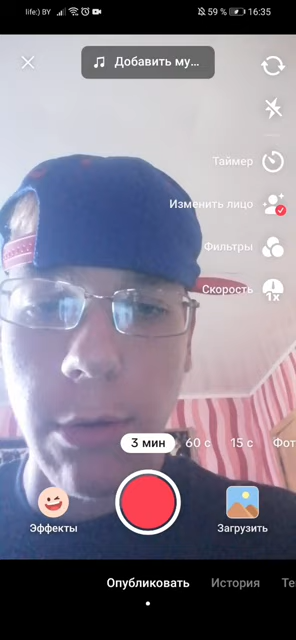 life:) BY
59 %
16:35
Добавить му...
Таймер
Изменить лицо
Фильтры
Скорость
1x
3 мин
60 с
15 с
Фот
Эффекты
Загрузить
Опубликовать
История
Те